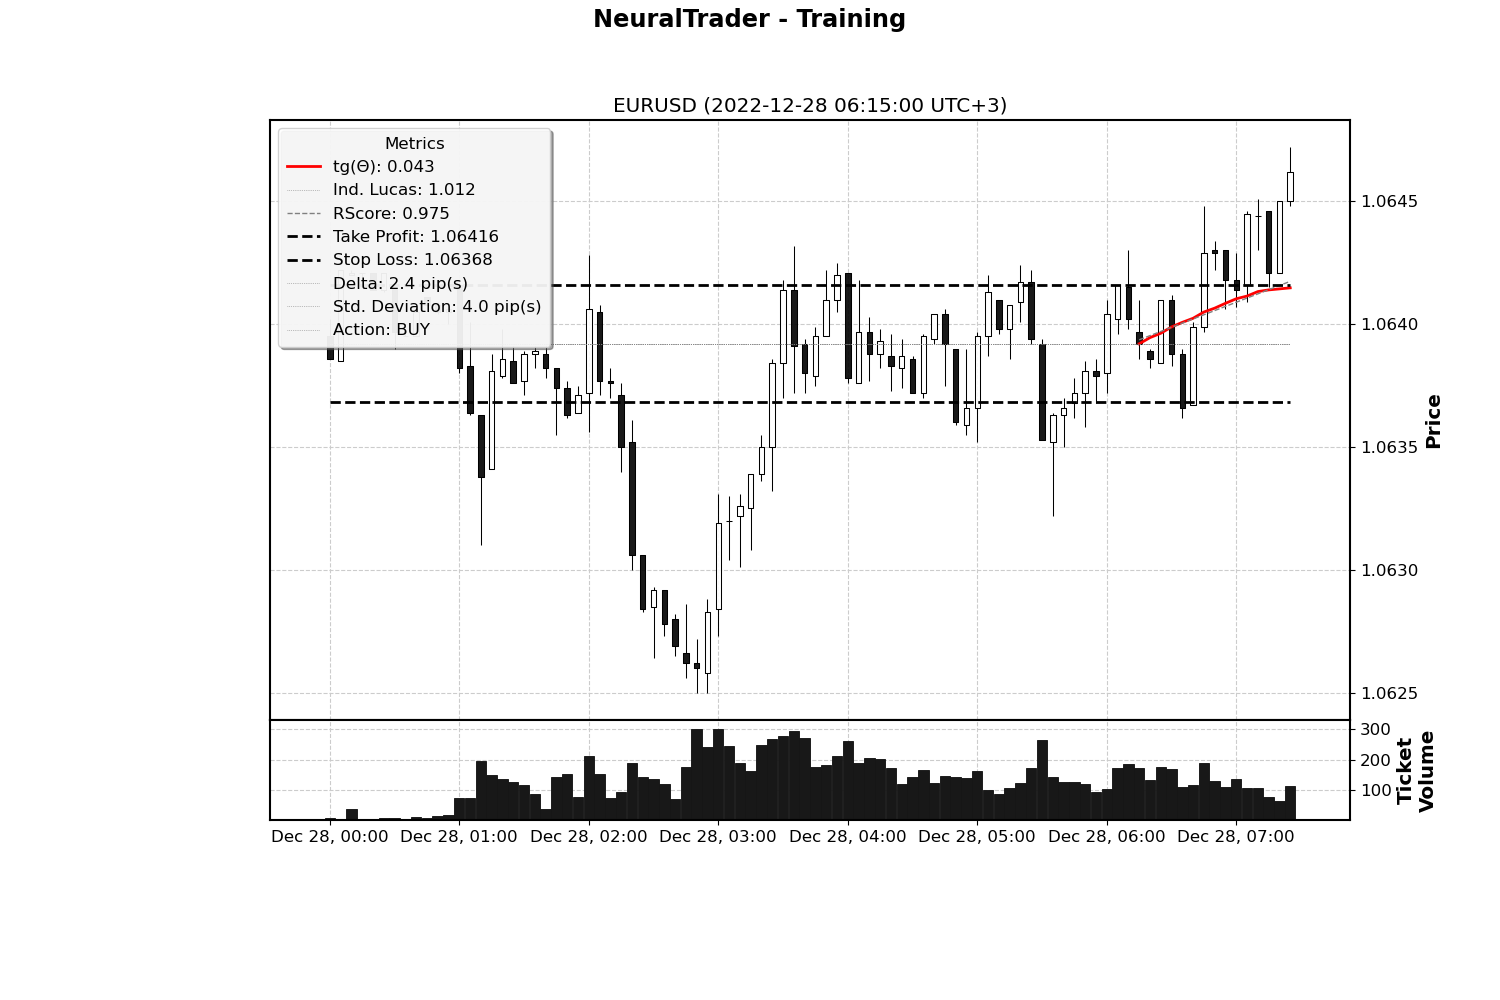 NeuralTrader - Training
EURUSD (2022-12-28 06:15:00 UTC+3)
Metrics
tg(Θ): 0.043
Ind. Lucas: 1.012
RScore: 0.975
Take Profit: 1.06416
Stop Loss: 1.06368
Delta: 2.4 pip(s)
Std. Deviation: 4.0 pip(s)
Action: BUY
1.0645
1.0640
1.0635
1.0630
1.0625
Price
300
200
100
Ticket
Volume
Dec 28, 00:00
Dec 28, 01:00
Dec 28, 02:00
Dec 28, 03:00
Dec 28, 04:00
Dec 28, 05:00
Dec 28, 06:00
Dec 28, 07:00